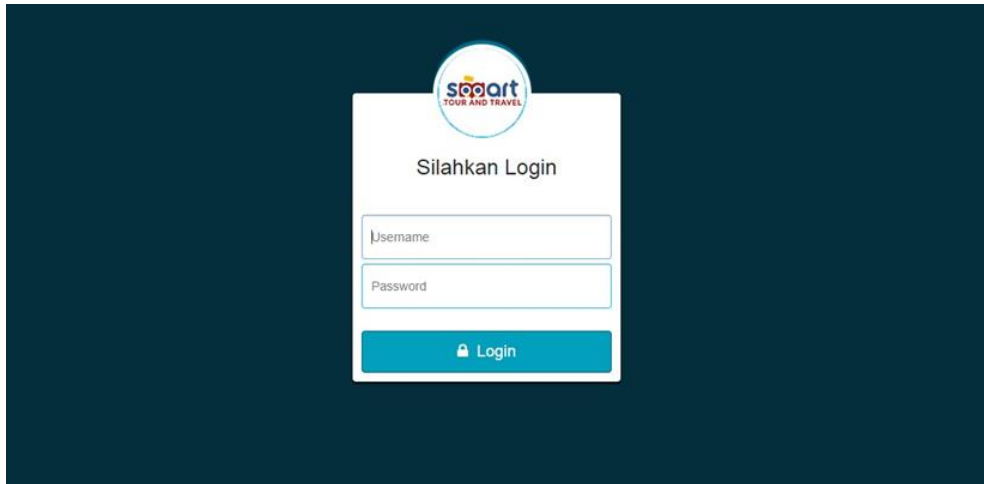 smart
TOUR AND TRAVEL
Silahkan Login
Username
Password
Login